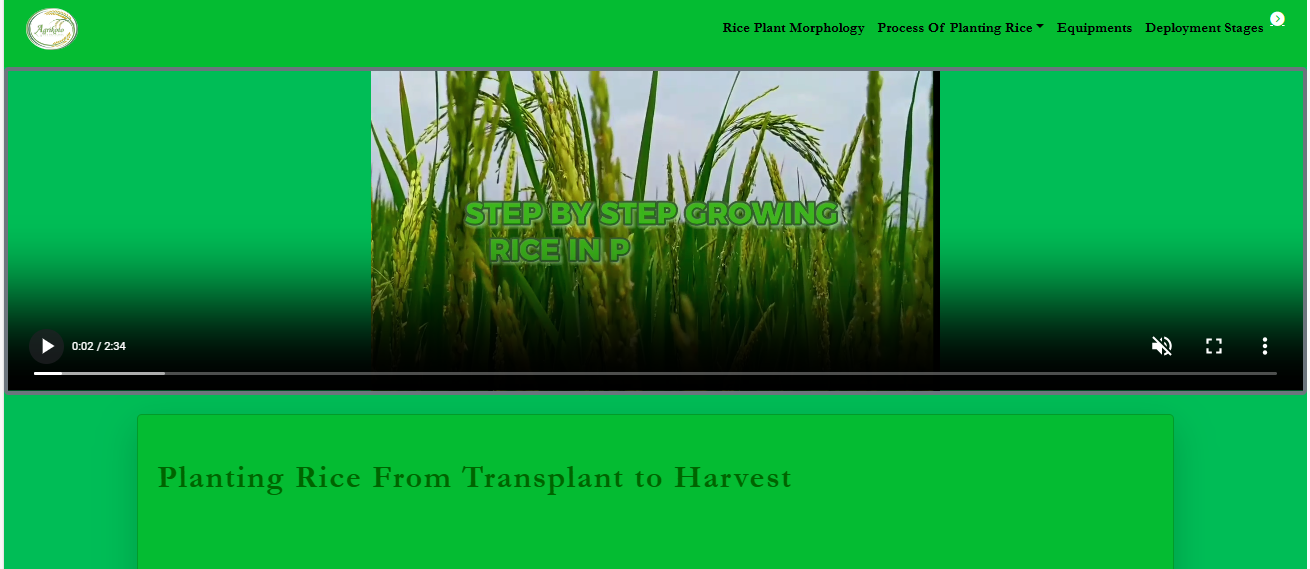 Agrikolo
Rice Plant Morphology Process Of Planting Rice Equipments Deployment Stages
STEP BY STEP GROWING
RICE IN P
0:02 / 2:34
Planting Rice From Transplant to Harvest